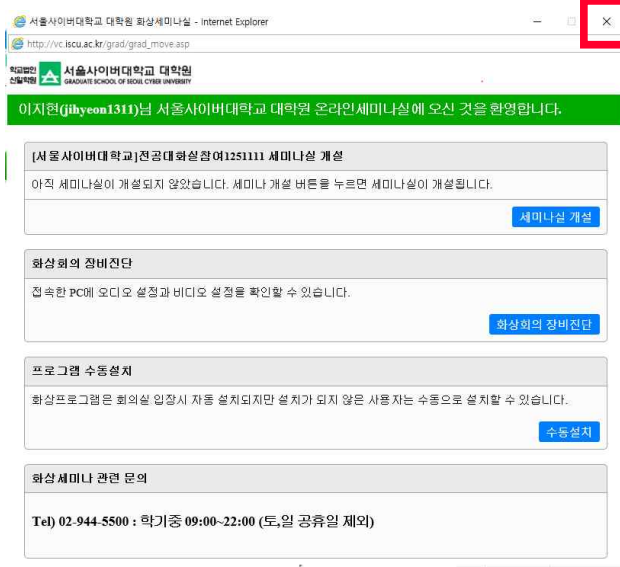 서울사이버대학교 대학원 화상세미나실 - Internet Explorer
http://vc.iscu.ac.kr/grad/grad_move.asp
학교법인 신일학원 서울사이버대학교 대학원
GRADUATE SCHOOL OF SEOUL CYBER UNIVERSITY
이지현(jihyeon1311)님 서울사이버대학교 대학원 온라인세미나실에 오신 것을 환영합니다.
[서울사이버대학교]전공대화실참여1251111 세미나실 개설
아직 세미나실이 개설되지 않았습니다. 세미나 개설 버튼을 누르면 세미나실이 개설됩니다.
세미나실 개설
화상회의 장비진단
접속한 PC에 오디오 설정과 비디오 설정을 확인할 수 있습니다.
화상회의 장비진단
프로그램 수동설치
화상프로그램은 회의실 입장시 자동 설치되지만 설치가 되지 않은 사용자는 수동으로 설치할 수 있습니다.
수동설치
화상세미나 관련 문의
Tel) 02-944-5500 : 학기중 09:00~22:00 (토,일 공휴일 제외)